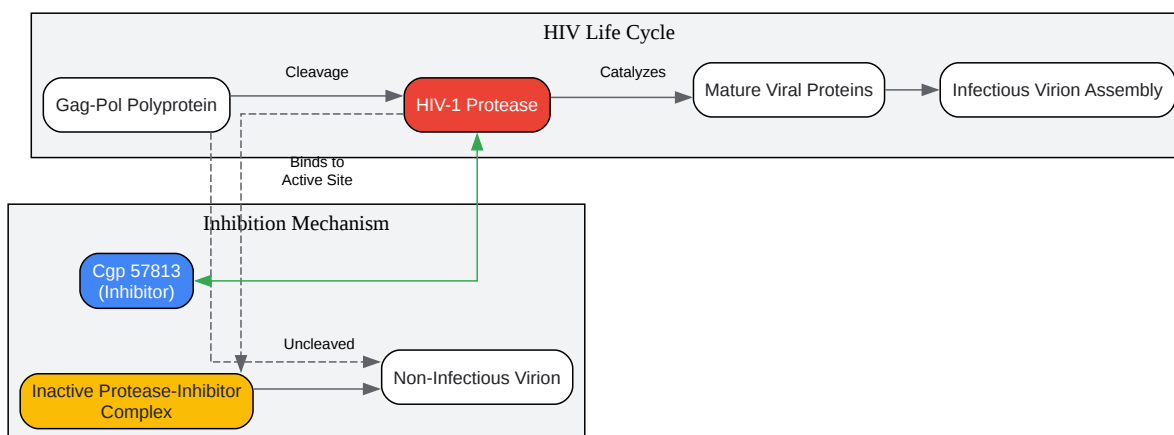 HIV Life Cycle
Cleavage
Catalyzes
Gag-Pol Polyprotein
HIV-1 Protease
Mature Viral Proteins
Infectious Virion Assembly
Binds to
Active Site
Inhibition Mechanism
Cgp 57813
(Inhibitor)
Uncleaved
Non-Infectious Virion
Inactive Protease-Inhibitor
Complex